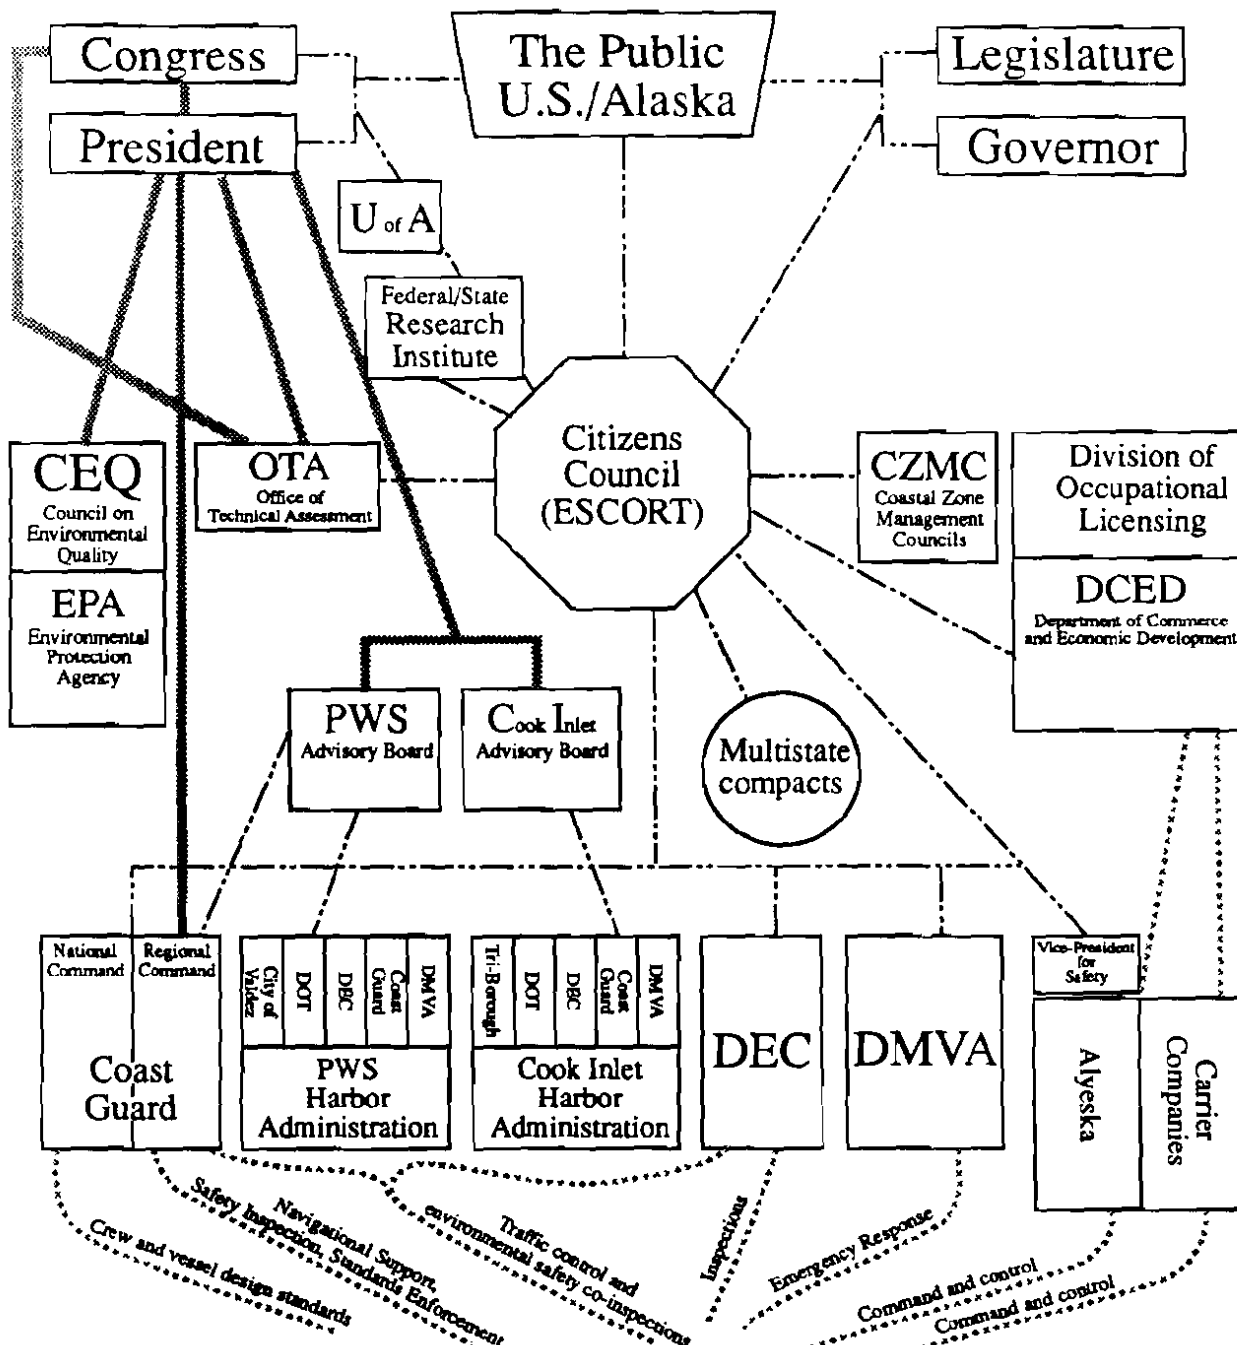 Congress
President
The Public
U.S./Alaska
Legislature
Governor
U of A
Federal/State
Research
Institute
Citizens
Council
(ESCORT)
CEQ
Council on
Environmental
Quality
EPA
Environmental
Protection
Agency
OTA
Office of
Technical Assessment
CZMC
Coastal Zone
Management
Councils
Division of
Occupational
Licensing
DCED
Department of Commerce
and Economic Development
PWS
Advisory Board
Cook Inlet
Advisory Board
Multistate
compacts
National
Command
Regional
Command
Coast
Guard
City of
Valdez
DOT
DEC
Coast
Guard
DMVA
PWS
Harbor
Administration
Tri-Borough
DOT
DEC
Coast
Guard
DMVA
Cook Inlet
Harbor
Administration
DEC
DMVA
Vice-President
for
Safety
Alyeska
Carrier
Companies
Crew and vessel design standards
Navigational Support,
Safety Inspection, Standards Enforcement
Traffic control and
environmental safety co-inspections
Inspections
Emergency Response
Command and control
Command and control